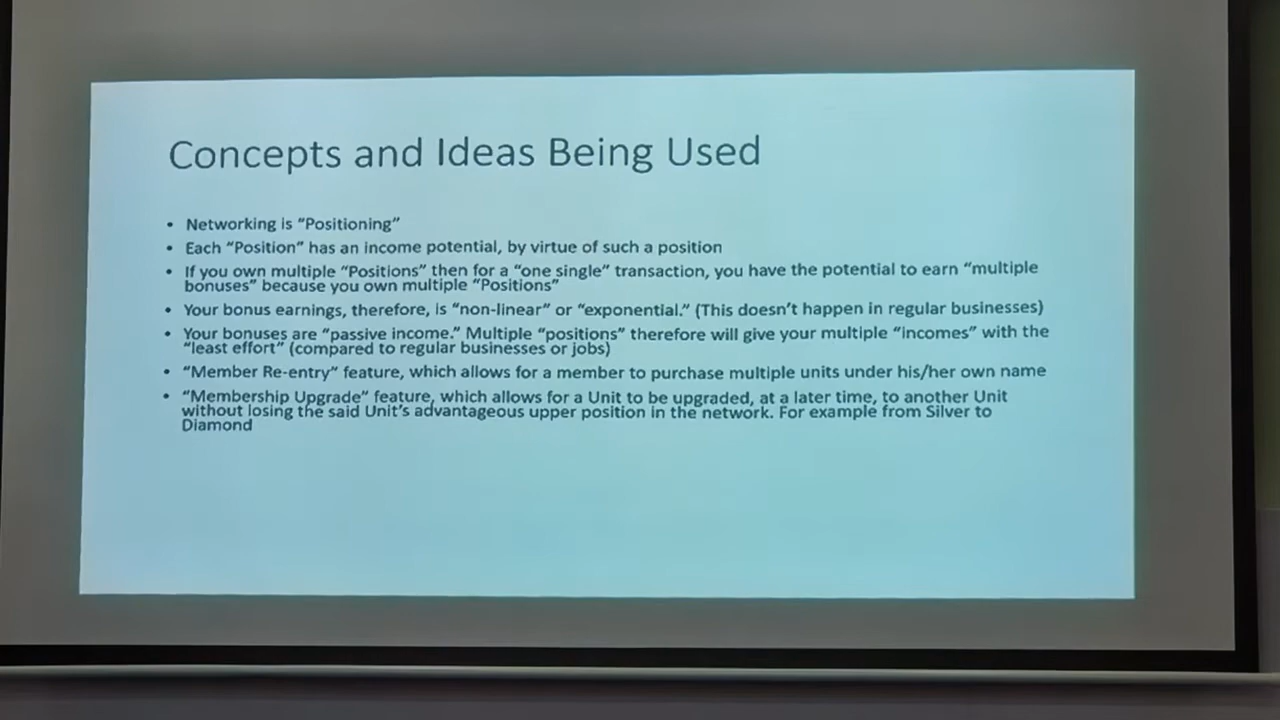 Concepts and Ideas Being Used
• Networking is “Positioning”
• Each “Position” has an income potential, by virtue of such a position
• If you own multiple “Positions” then for a “one single” transaction, you have the potential to earn “multiple
bonuses” because you own multiple “Positions”
• Your bonus earnings, therefore, is “non-linear” or “exponential.” (This doesn’t happen in regular businesses)
• Your bonuses are “passive income.” Multiple “positions” therefore will give your multiple “incomes” with the
“least effort” (compared to regular businesses or jobs)
• “Member Re-entry” feature, which allows for a member to purchase multiple units under his/her own name
• “Membership Upgrade” feature, which allows for a Unit to be upgraded, at a later time, to another Unit
without losing the said Unit’s advantageous upper position in the network. For example from Silver to
Diamond